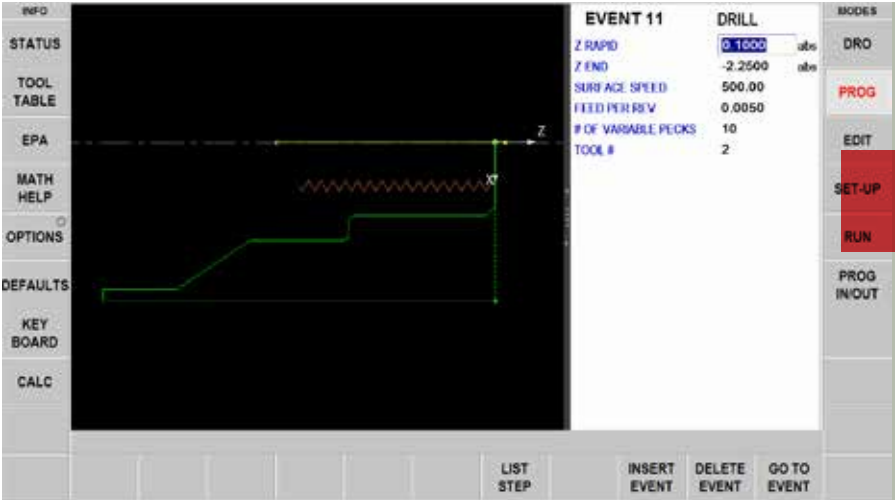 INFO
STATUS
TOOL
TABLE
EPA
MATH
HELP
OPTIONS
DEFAULTS
KEY
BOARD
CALC
Z
X
EVENT 11 DRILL
Z RAPID 0.1000 abs
Z END -2.2500 abs
SURFACE SPEED 500.00
FEED PER REV 0.0050
# OF VARIABLE PECKS 10
TOOL # 2
MODES
DRO
PROG
EDIT
SET-UP
RUN
PROG
IN/OUT
LIST
STEP
INSERT
EVENT
DELETE
EVENT
GO TO
EVENT